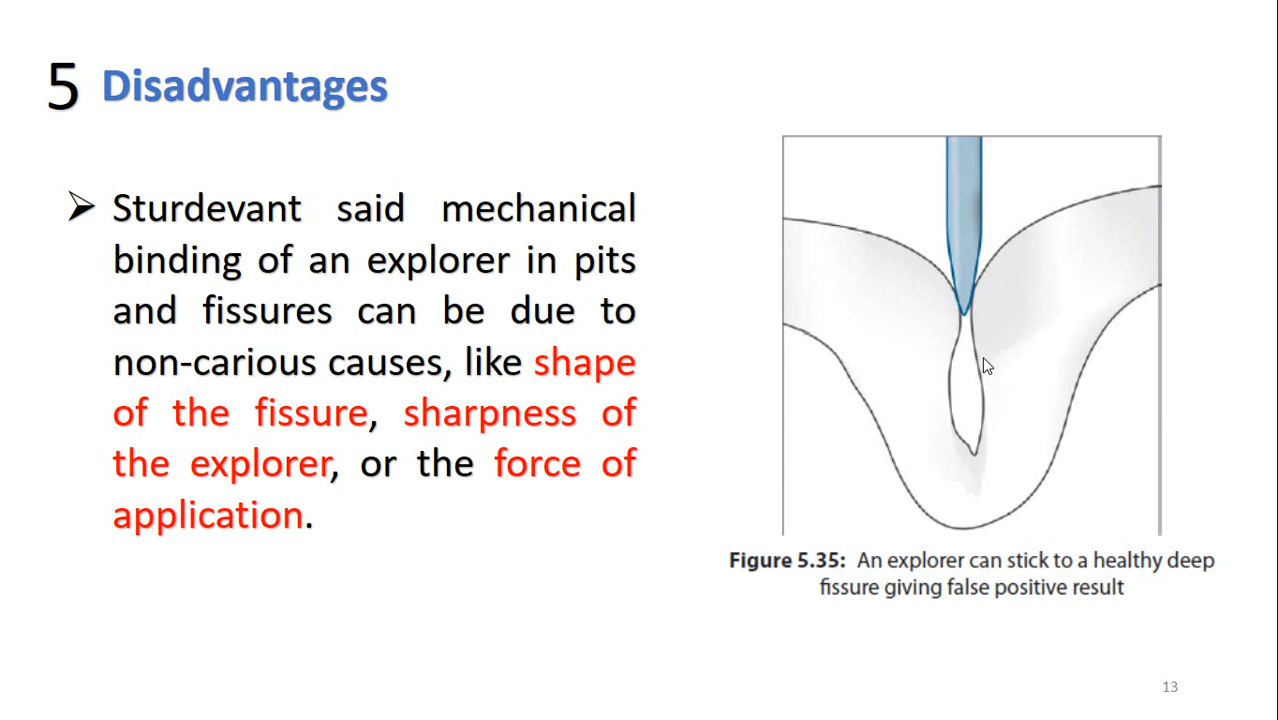 5 Disadvantages
➢ Sturdevant said mechanical
binding of an explorer in pits
and fissures can be due to
non-carious causes, like shape
of the fissure, sharpness of
the explorer, or the force of
application.
Figure 5.35: An explorer can stick to a healthy deep
fissure giving false positive result
13